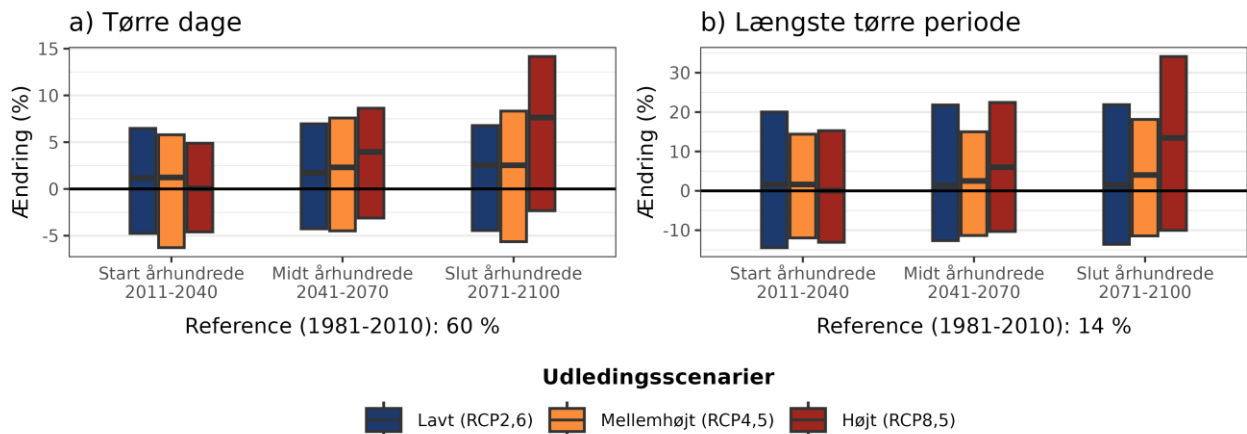 a) Tørre dage
Ændring (%)
15
10
5
0
-5
Start århundrede
2011-2040
Midt århundrede
2041-2070
Slut århundrede
2071-2100
Reference (1981-2010): 60 %
b) Længste tørre periode
Ændring (%)
30
20
10
0
-10
Start århundrede
2011-2040
Midt århundrede
2041-2070
Slut århundrede
2071-2100
Reference (1981-2010): 14 %
Udledingsscenarier
Lavt (RCP2,6) Mellemhøjt (RCP4,5) Højt (RCP8,5)